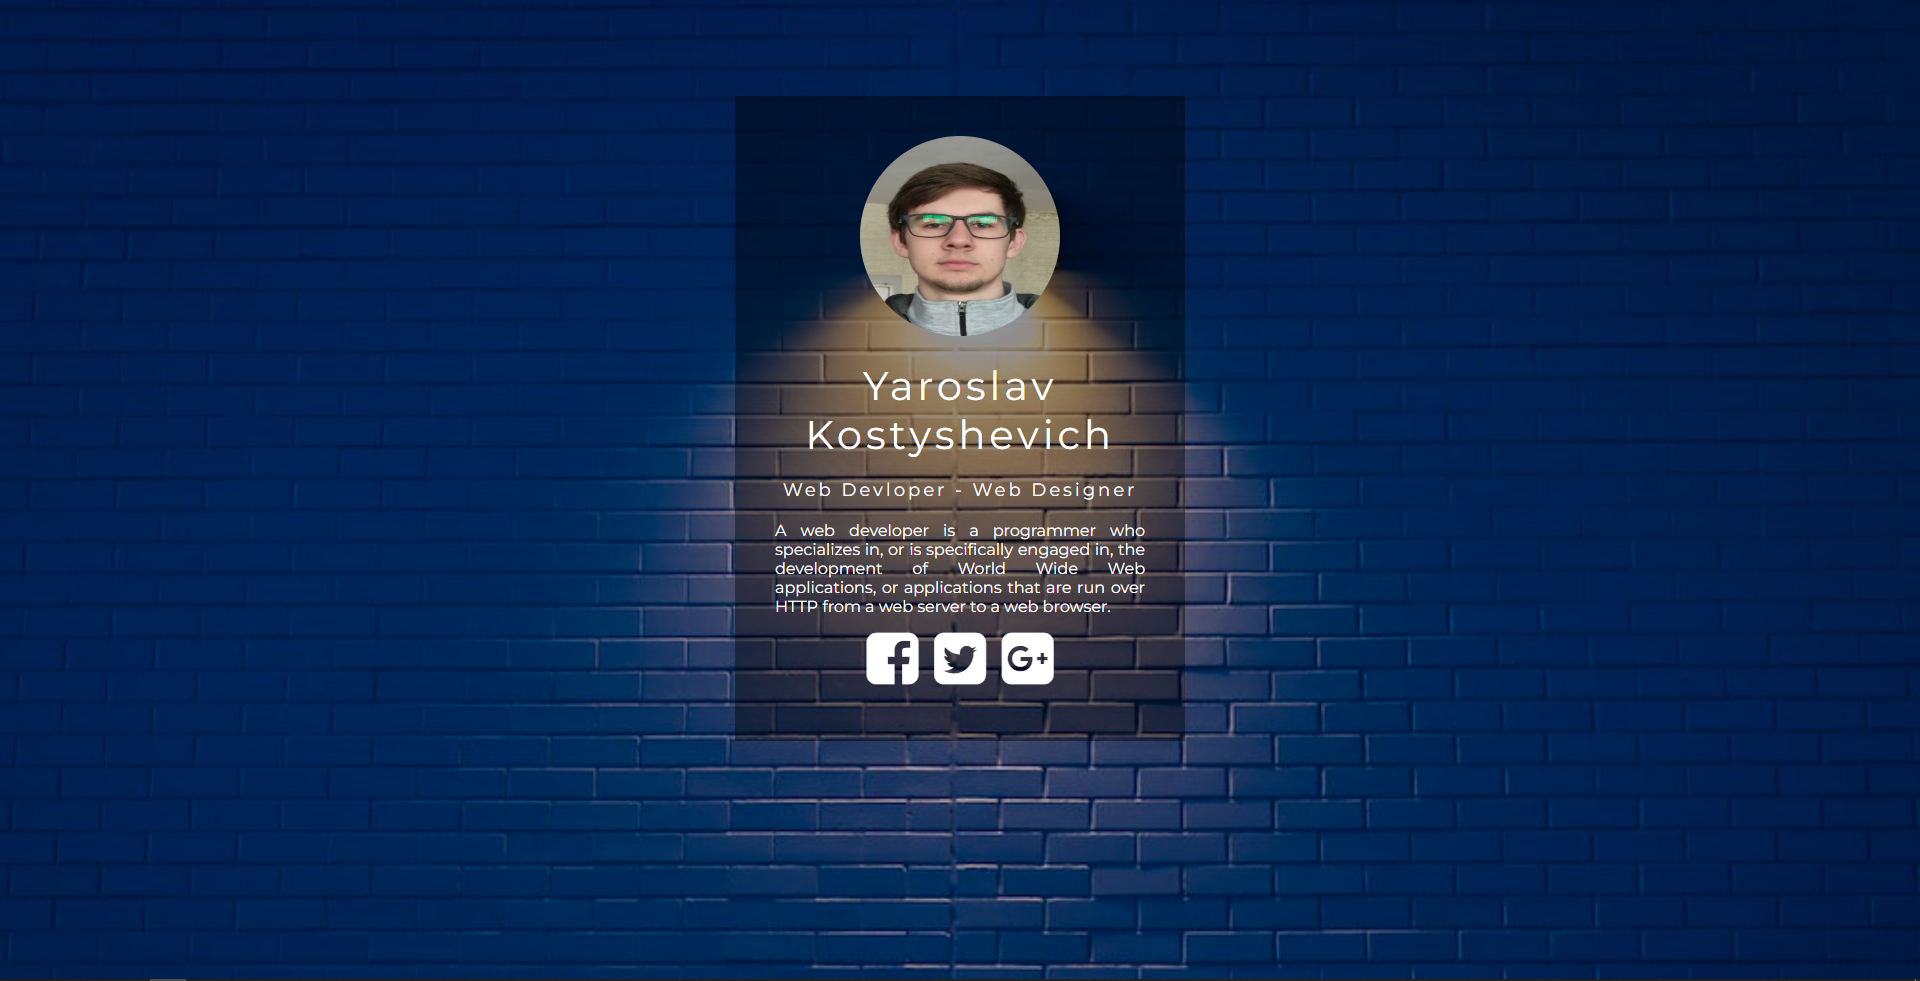 Yaroslav
Kostyshevich
Web Devloper - Web Designer
A web developer is a programmer who
specializes in, or is specifically engaged in, the
development of World Wide Web
applications, or applications that are run over
HTTP from a web server to a web browser.
G+